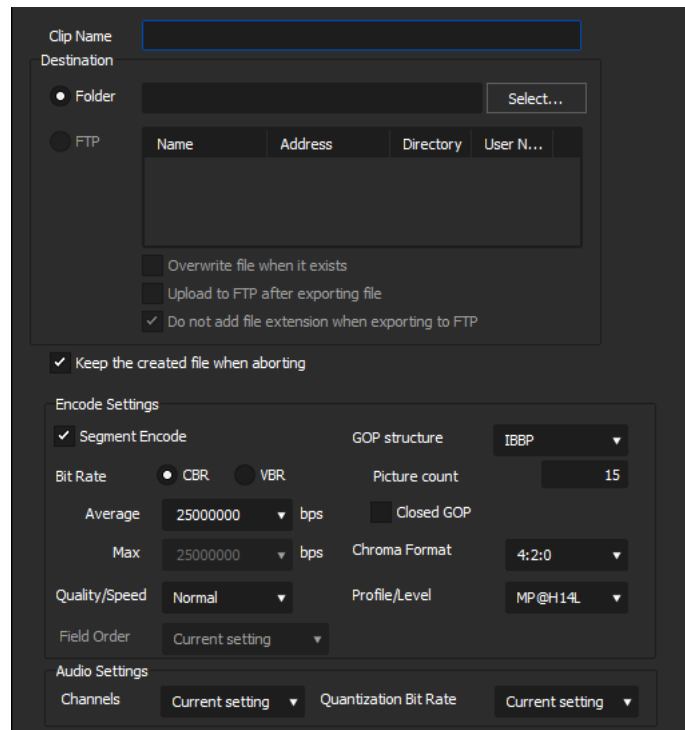 Clip Name
Destination
Folder Select...
FTP Name Address Directory User N...
Overwrite file when it exists
Upload to FTP after exporting file
Do not add file extension when exporting to FTP
Keep the created file when aborting
Encode Settings
Segment Encode GOP structure IBBP
Bit Rate CBR VBR Picture count 15
Average 25000000 bps Closed GOP
Max 25000000 bps Chroma Format 4:2:0
Quality/Speed Normal Profile/Level MP@H14L
Field Order Current setting
Audio Settings
Channels Current setting Quantization Bit Rate Current setting